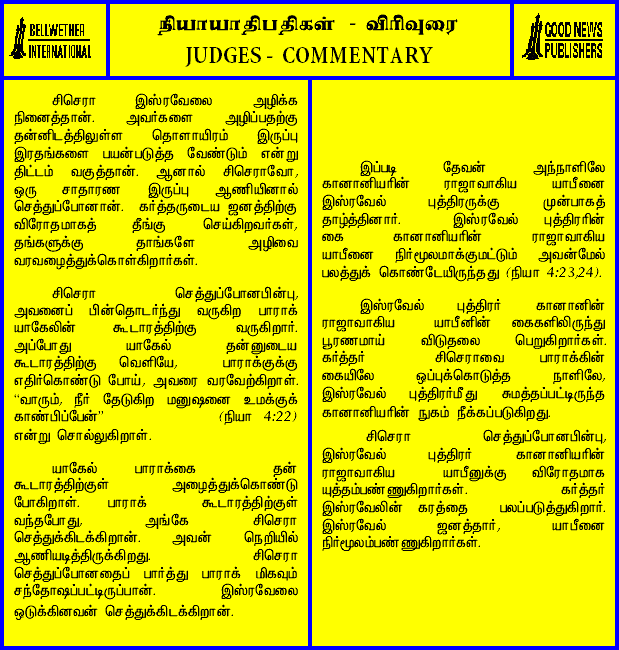 BELLWETHER
INTERNATIONAL
நியாயாதிபதிகள் - விரிவுரை
JUDGES - COMMENTARY
GOOD NEWS
PUBLISHERS
சிசெரா இஸ்ரவேலை அழிக்க
நினைத்தான். அவர்களை அழிப்பதற்கு
தன்னிடத்திலுள்ள தொளாயிரம் இருப்பு
இரதங்களை பயன்படுத்த வேண்டும் என்று
திட்டம் வகுத்தான். ஆனால் சிசெராவோ,
ஒரு சாதாரண இருப்பு ஆணியினால்
செத்துப்போனான். கர்த்தருடைய ஜனத்திற்கு
விரோதமாகத் தீங்கு செய்கிறவர்கள்,
தங்களுக்கு தாங்களே அழிவை
வரவழைத்துக்கொள்கிறார்கள்.
சிசெரா செத்துப்போனபின்பு,
அவனைப் பின்தொடர்ந்து வருகிற பாராக்
யாகேலின் கூடாரத்திற்கு வருகிறார்.
அப்போது யாகேல் தன்னுடைய
கூடாரத்திற்கு வெளியே, பாராக்குக்கு
எதிர்கொண்டு போய், அவரை வரவேற்கிறாள்.
“வாரும், நீர் தேடுகிற மனுஷனை உமக்குக்
காண்பிப்பேன்” (நியா 4:22)
என்று சொல்லுகிறாள்.
யாகேல் பாராக்கை தன்
கூடாரத்திற்குள் அழைத்துக்கொண்டு
போகிறாள். பாராக் கூடாரத்திற்குள்
வந்தபோது, அங்கே சிசெரா
செத்துக்கிடக்கிறான். அவன் நெறியில்
ஆணியடித்திருக்கிறது. சிசெரா
செத்துப்போனதைப் பார்த்து பாராக் மிகவும்
சந்தோஷப்பட்டிருப்பான். இஸ்ரவேலை
ஒடுக்கினவன் செத்துக்கிடக்கிறான்.
இப்படி தேவன் அந்நாளிலே
கானானியரின் ராஜாவாகிய யாபீனை
இஸ்ரவேல் புத்திரருக்கு முன்பாகத்
தாழ்த்தினார். இஸ்ரவேல் புத்திரரின்
கை கானானியரின் ராஜாவாகிய
யாபீனை நிர்மூலமாக்குமட்டும் அவன்மேல்
பலத்துக் கொண்டேயிருந்தது (நியா 4:23,24).
இஸ்ரவேல் புத்திரர் கானானின்
ராஜாவாகிய யாபீனின் கைகளிலிருந்து
பூரணமாய் விடுதலை பெறுகிறார்கள்.
கர்த்தர் சிசெராவை பாராக்கின்
கையிலே ஒப்புக்கொடுத்த நாளிலே,
இஸ்ரவேல் புத்திரர்மீது சுமத்தப்பட்டிருந்த
கானானியரின் நுகம் நீக்கப்படுகிறது.
சிசெரா செத்துப்போனபின்பு,
இஸ்ரவேல் புத்திரர் கானானியரின்
ராஜாவாகிய யாபீனுக்கு விரோதமாக
யுத்தம்பண்ணுகிறார்கள். கர்த்தர்
இஸ்ரவேலின் கரத்தை பலப்படுத்துகிறார்.
இஸ்ரவேல் ஜனத்தார், யாபீனை
நிர்மூலம்பண்ணுகிறார்கள்.